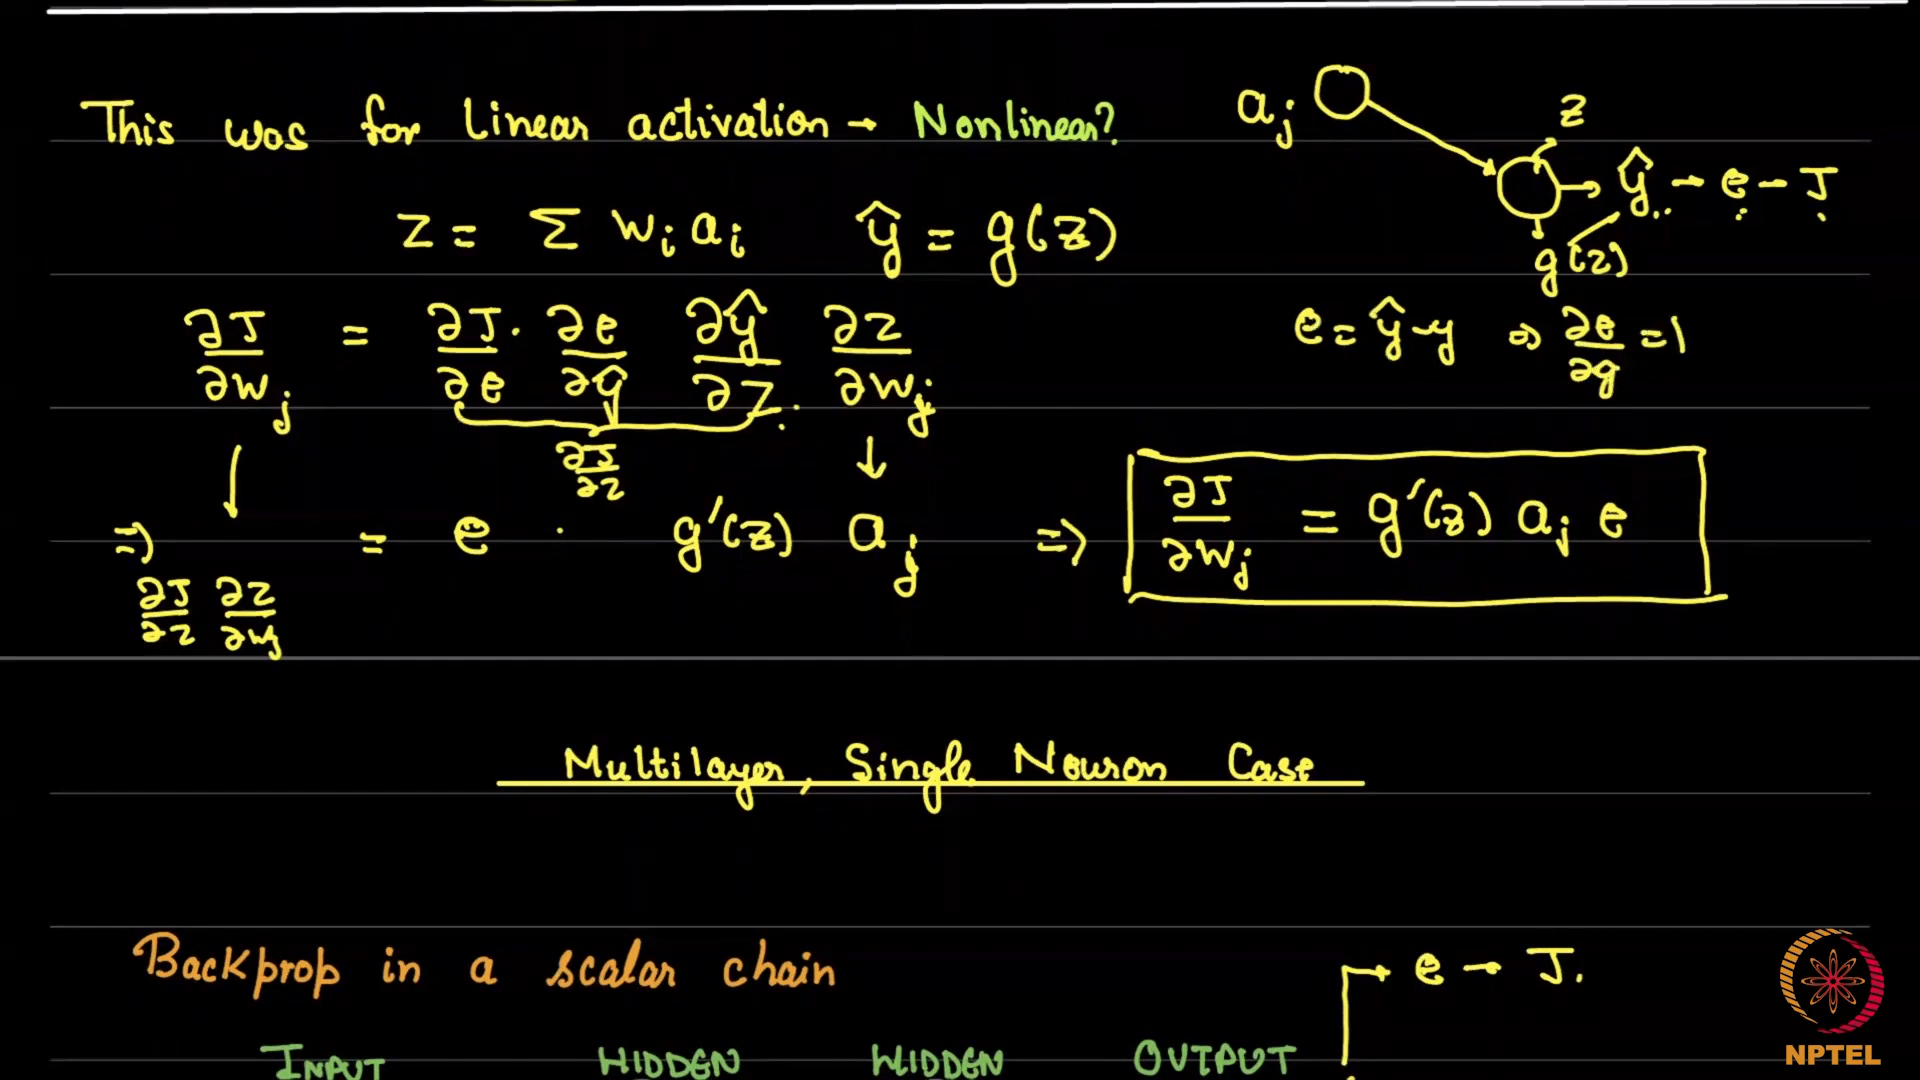 This was for Linear activation → Nonlinear?
a_j
z
ŷ → e → J
g(z)
z = Σ w_i a_i    ŷ = g(z)
∂J/∂w_j = ∂J/∂e · ∂e/∂ŷ ∂ŷ/∂z · ∂z/∂w_j
e = ŷ - y ⇒ ∂e/∂ŷ = 1
∂J/∂z
⇒ = e · g'(z) a_j ⇒ ∂J/∂w_j = g'(z) a_j e
∂J/∂z ∂z/∂w_j
Multilayer, Single Neuron Case
Backprop in a scalar chain
e → J.
INPUT HIDDEN HIDDEN OUTPUT
NPTEL